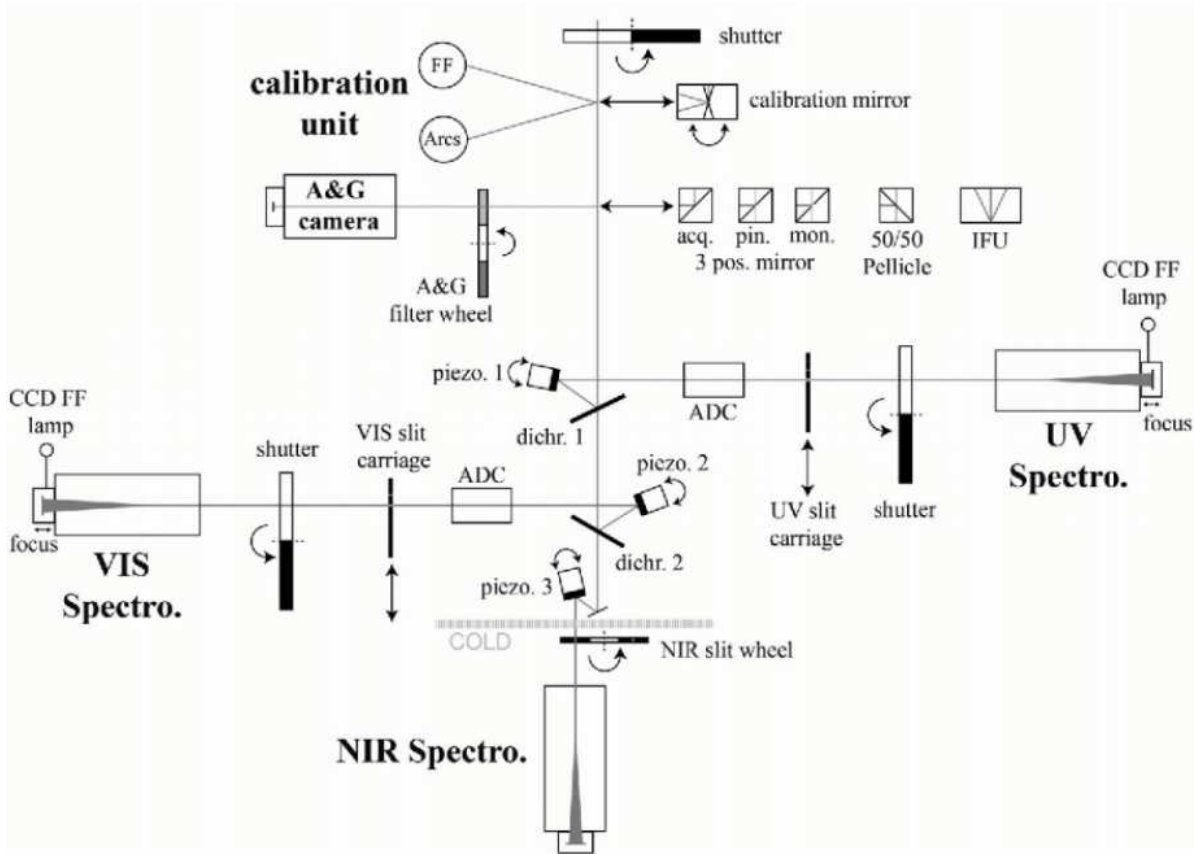 shutter
FF
calibration
unit
calibration mirror
Arcs
A&G
camera
acq. pin. mon. 50/50 IFU
3 pos. mirror Pellicle
A&G
filter wheel
CCD FF
lamp
piezo. 1
ADC
focus
dichr. 1
UV
Spectro.
CCD FF
lamp
VIS slit
carriage
shutter
ADC
piezo. 2
UV slit
carriage
shutter
focus
VIS
Spectro.
dichr. 2
piezo. 3
COLD
NIR slit wheel
NIR Spectro.